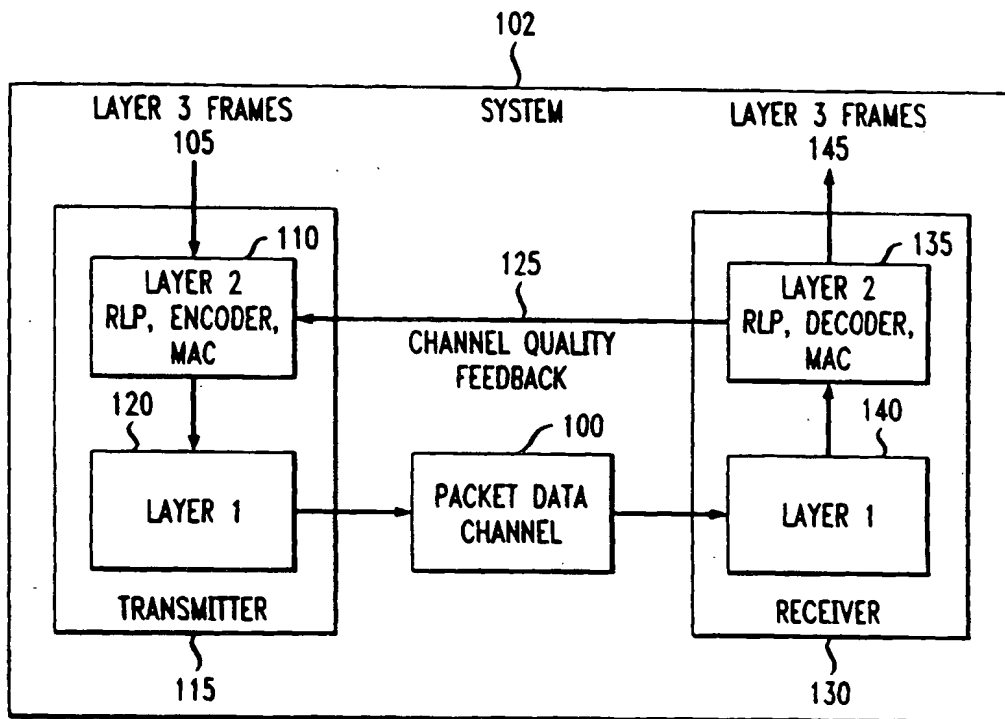 102
LAYER 3 FRAMES
105
SYSTEM
LAYER 3 FRAMES
145
110
LAYER 2
RLP, ENCODER,
MAC
125
CHANNEL QUALITY
FEEDBACK
135
LAYER 2
RLP, DECODER,
MAC
120
LAYER 1
100
PACKET DATA
CHANNEL
140
LAYER 1
TRANSMITTER
RECEIVER
115
130